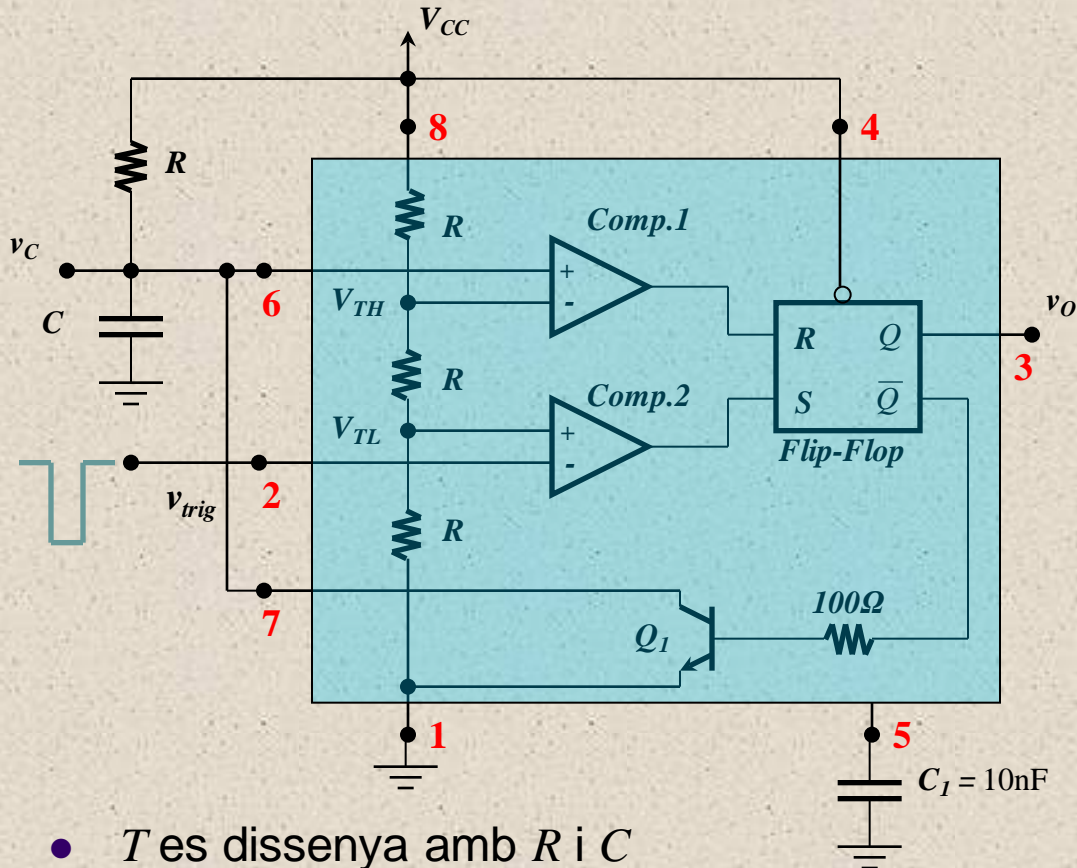 V_CC
8
4
R
R
Comp.1
v_C
6
V_TH
+
-
C
R
Q
v_O
3
R
Comp.2
S
Q̅
V_TL
+
-
Flip-Flop
v_trig
2
R
7
100Ω
Q_1
1
5
C_1 = 10nF
• T es dissenya amb R i C